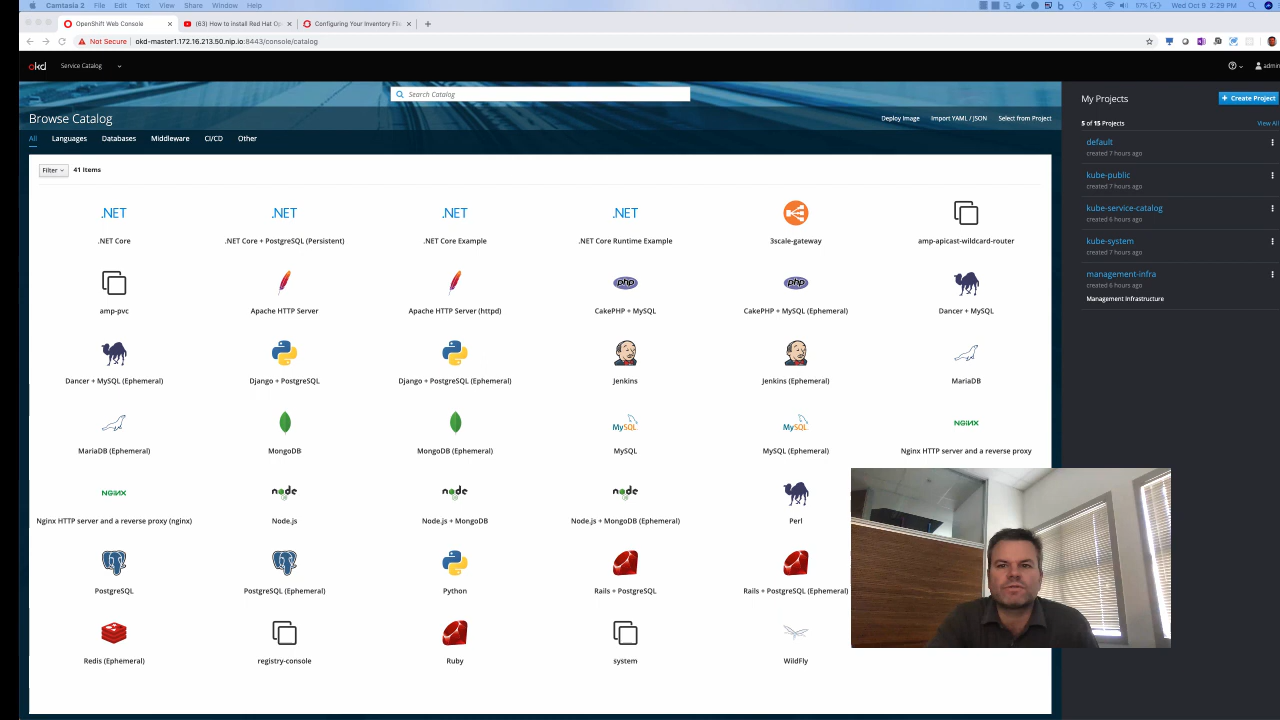 Camtasia 2 File Edit Text View Share Window Help 57% Wed Oct 9 2:29 PM
OpenShift Web Console (63) How to Install Red Hat Op Configuring Your Inventory File
Not Secure okd-master1.172.16.213.50.nip.io:8443/console/catalog
okd Service Catalog admin
Search Catalog
Browse Catalog
Deploy Image Import YAML / JSON Select from Project
All Languages Databases Middleware CI/CD Other
Filter 41 Items
.NET .NET .NET .NET
.NET Core .NET Core + PostgreSQL (Persistent) .NET Core Example .NET Core Runtime Example 3scale-gateway amp-apicast-wildcard-router
php php
amp-pvc Apache HTTP Server Apache HTTP Server (httpd) CakePHP + MySQL CakePHP + MySQL (Ephemeral) Dancer + MySQL
Dancer + MySQL (Ephemeral) Django + PostgreSQL Django + PostgreSQL (Ephemeral) Jenkins Jenkins (Ephemeral) MariaDB
MySQL MySQL NGINX
MariaDB (Ephemeral) MongoDB MongoDB (Ephemeral) MySQL MySQL (Ephemeral) Nginx HTTP server and a reverse proxy
NGINX node node node
Nginx HTTP server and a reverse proxy (nginx) Node.js Node.js + MongoDB Node.js + MongoDB (Ephemeral) Perl
PostgreSQL PostgreSQL (Ephemeral) Python Rails + PostgreSQL Rails + PostgreSQL (Ephemeral)
Redis (Ephemeral) registry-console Ruby system WildFly
My Projects + Create Project
5 of 15 Projects View All
default
created 7 hours ago
kube-public
created 7 hours ago
kube-service-catalog
created 6 hours ago
kube-system
created 7 hours ago
management-infra
created 6 hours ago
Management Infrastructure